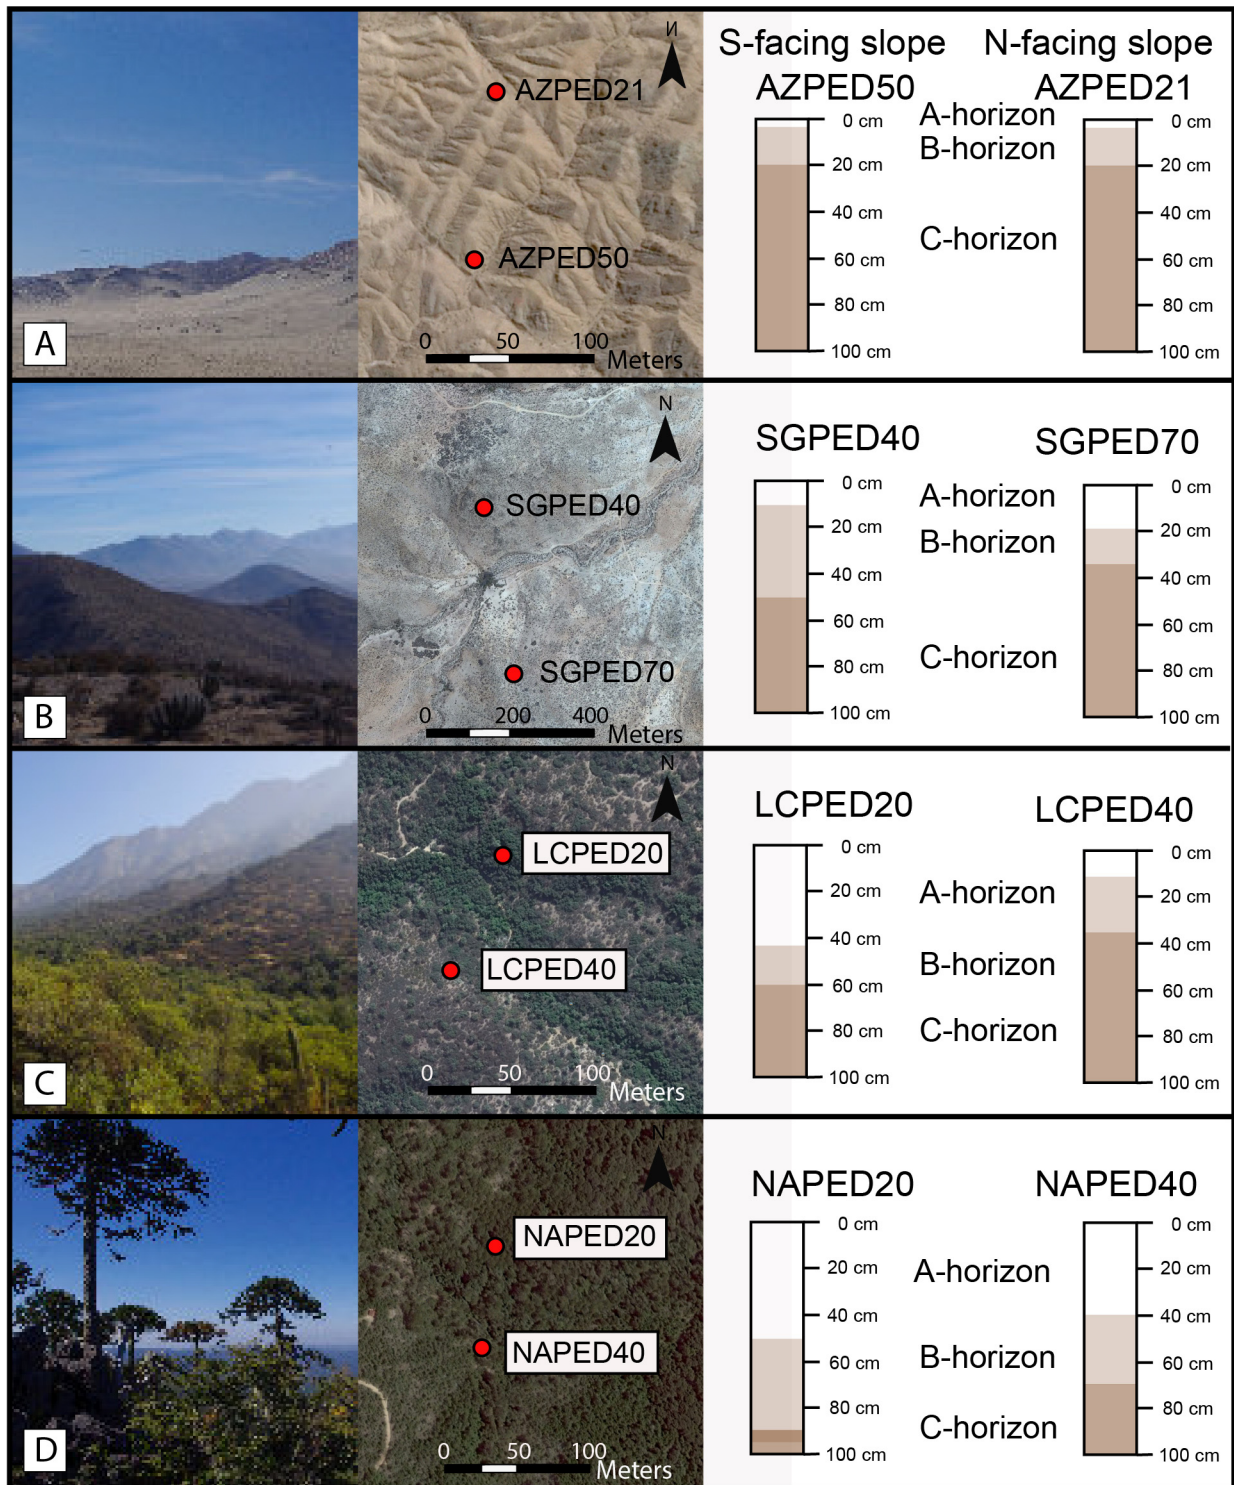 S-facing slope N-facing slope
AZPED50 AZPED21
N
AZPED21
AZPED50
0 50 100
Meters
A
0 cm
20 cm
40 cm
60 cm
80 cm
100 cm
A-horizon
B-horizon
C-horizon
0 cm
20 cm
40 cm
60 cm
80 cm
100 cm
N
SGPED40
SGPED70
0 200 400
Meters
B
SGPED40 SGPED70
0 cm
20 cm
40 cm
60 cm
80 cm
100 cm
A-horizon
B-horizon
C-horizon
0 cm
20 cm
40 cm
60 cm
80 cm
100 cm
N
LCPED20
LCPED40
0 50 100
Meters
C
LCPED20 LCPED40
0 cm
20 cm
40 cm
60 cm
80 cm
100 cm
A-horizon
B-horizon
C-horizon
0 cm
20 cm
40 cm
60 cm
80 cm
100 cm
N
NAPED20
NAPED40
0 50 100
Meters
D
NAPED20 NAPED40
0 cm
20 cm
40 cm
60 cm
80 cm
100 cm
A-horizon
B-horizon
C-horizon
0 cm
20 cm
40 cm
60 cm
80 cm
100 cm